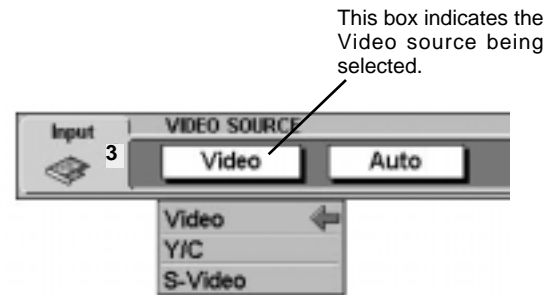 This box indicates the
Video source being
selected.
Input
VIDEO SOURCE
3
Video
Auto
Video
Y/C
S-Video